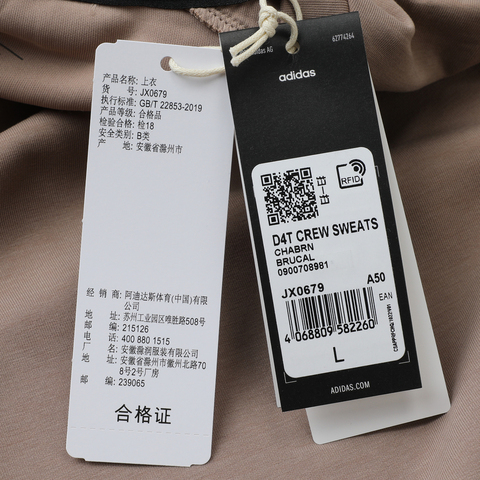 产品名称: 上衣
货 号: JX0679
执行标准: GB/T 22853-2019
产品等级: 合格品
检验合格: 检18
安全类别: B类
产 地: 安徽省滁州市
经 销 商: 阿迪达斯体育(中国)有限
公司
地 址: 苏州工业园区唯胜路508号
邮 编: 215126
电 话: 400 880 1515
厂 名: 安徽滁润服装有限公司
地 址: 安徽省滁州市徽州北路70
8号2号厂房
邮 编: 239065
合格证
adidas AG
62774264
adidas
RFID
D4T CREW SWEATS
CHABRN
BRUCAL
0900708981
JX0679 A50
EAN
4068809582260
L
ADIDAS.COM